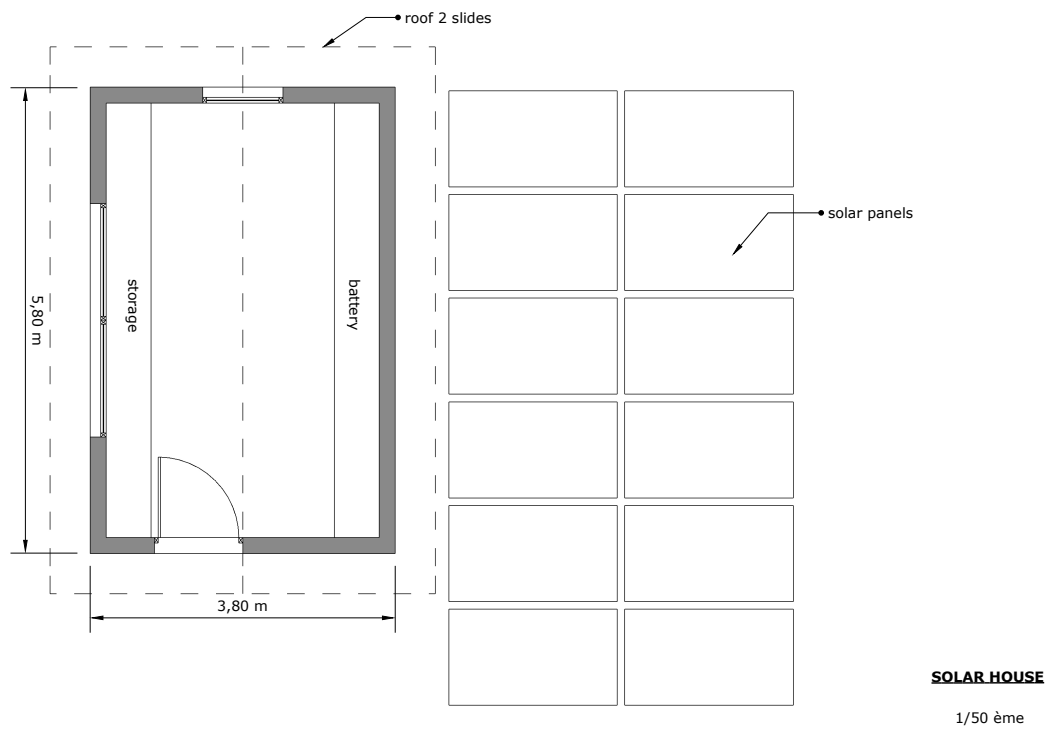 roof 2 slides
solar panels
storage
battery
5,80 m
3,80 m
SOLAR HOUSE
1/50 ème